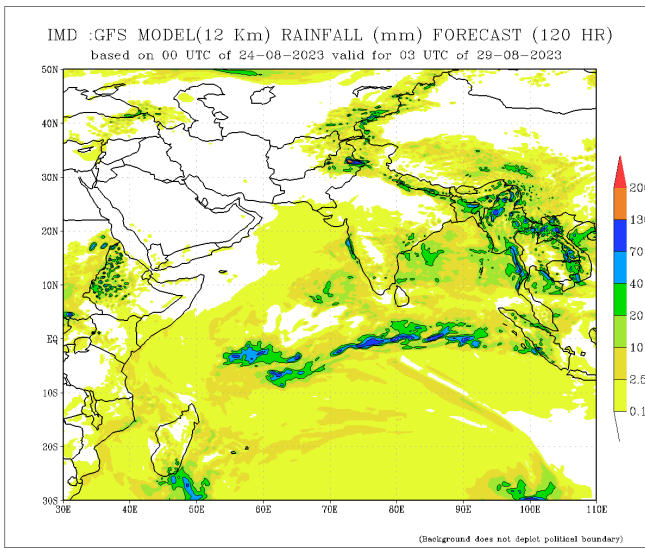 IMD :GFS MODEL(12 Km) RAINFALL (mm) FORECAST (120 HR)
based on 00 UTC of 24-08-2023 valid for 03 UTC of 29-08-2023
50N
40N
30N
20N
10N
EQ
10S
20S
30S
30E 40E 50E 60E 70E 80E 90E 100E 110E
200
130
70
40
20
10
2.5
0.1
(Background does not depict political boundary)